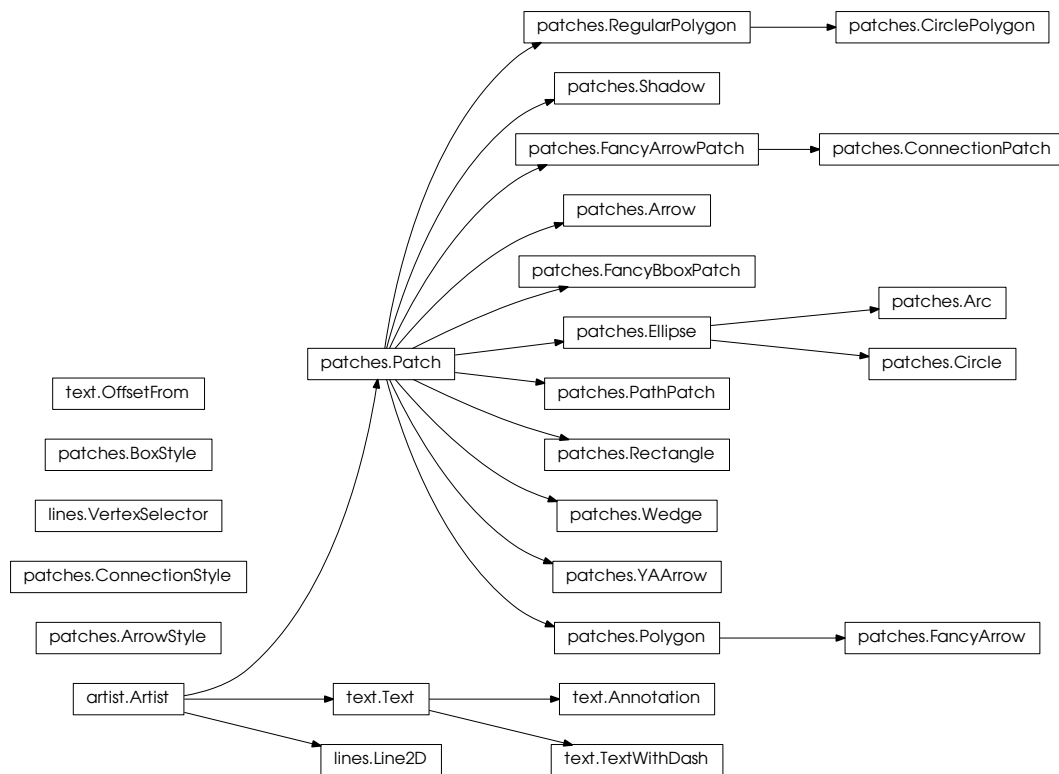 patches.RegularPolygon
patches.CirclePolygon
patches.Shadow
patches.FancyArrowPatch
patches.ConnectionPatch
patches.Arrow
patches.FancyBboxPatch
patches.Arc
patches.Ellipse
patches.Patch
patches.Circle
text.OffsetFrom
patches.PathPatch
patches.BoxStyle
patches.Rectangle
lines.VertexSelector
patches.Wedge
patches.ConnectionStyle
patches.YAArrow
patches.ArrowStyle
patches.Polygon
patches.FancyArrow
artist.Artist
text.Text
text.Annotation
lines.Line2D
text.TextWithDash